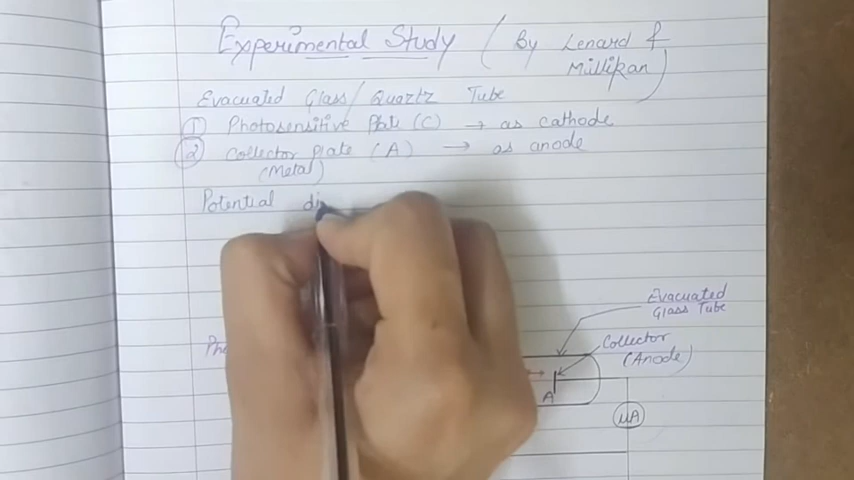 Experimental Study ( By Lenard &
Millikan )
Evacuated Glass/Quartz Tube
① Photosensitive Plate (C) → as cathode
② Collector plate (A) → as anode
(Metal)
Potential di
Evacuated
Glass Tube
Collector
(Anode)
A
μA